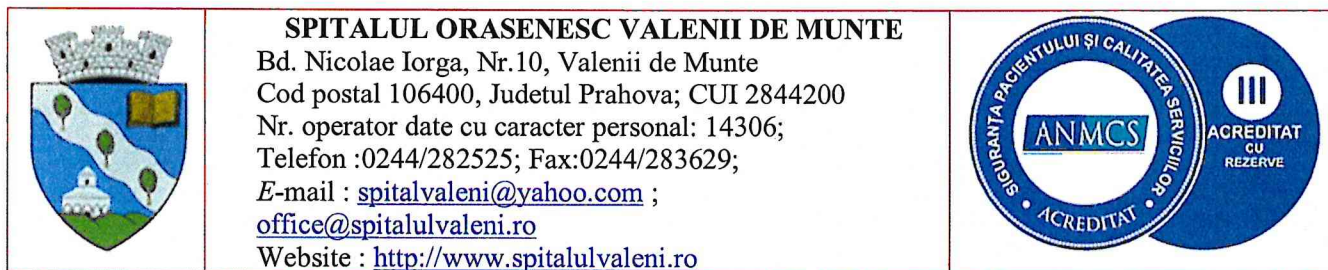 SPITALUL ORASENESC VALENII DE MUNTE
Bd. Nicolae Iorga, Nr.10, Valenii de Munte
Cod postal 106400, Judetul Prahova; CUI 2844200
Nr. operator date cu caracter personal: 14306;
Telefon :0244/282525; Fax:0244/283629;
E-mail : spitalvaleni@yahoo.com ;
office@spitalulvaleni.ro
Website : http://www.spitalulvaleni.ro
SIGURANȚA PACIENTULUI ȘI CALITATEA SERVICIILOR
ANMCS
• ACREDITAT •
III
ACREDITAT
CU
REZERVE